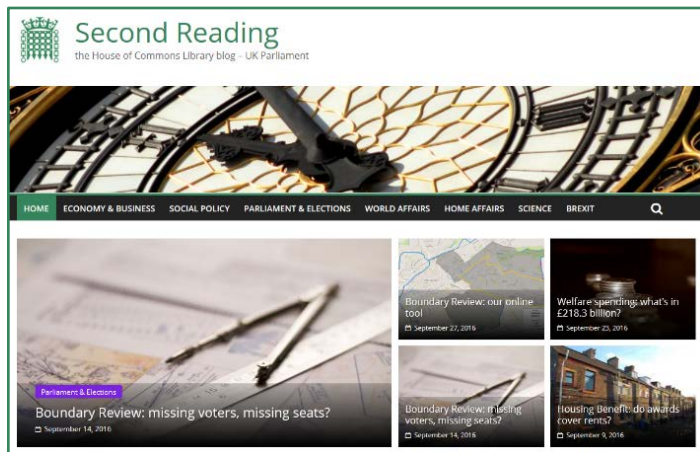 Second Reading
the House of Commons Library blog – UK Parliament
HOME ECONOMY & BUSINESS SOCIAL POLICY PARLIAMENT & ELECTIONS WORLD AFFAIRS HOME AFFAIRS SCIENCE BREXIT
Parliament & Elections
Boundary Review: missing voters, missing seats?
September 14, 2016
Boundary Review: our online
tool
September 27, 2016
Welfare spending: what's in
£218.3 billion?
September 23, 2016
Boundary Review: missing
voters, missing seats?
September 14, 2016
Housing Benefit: do awards
cover rents?
September 9, 2016